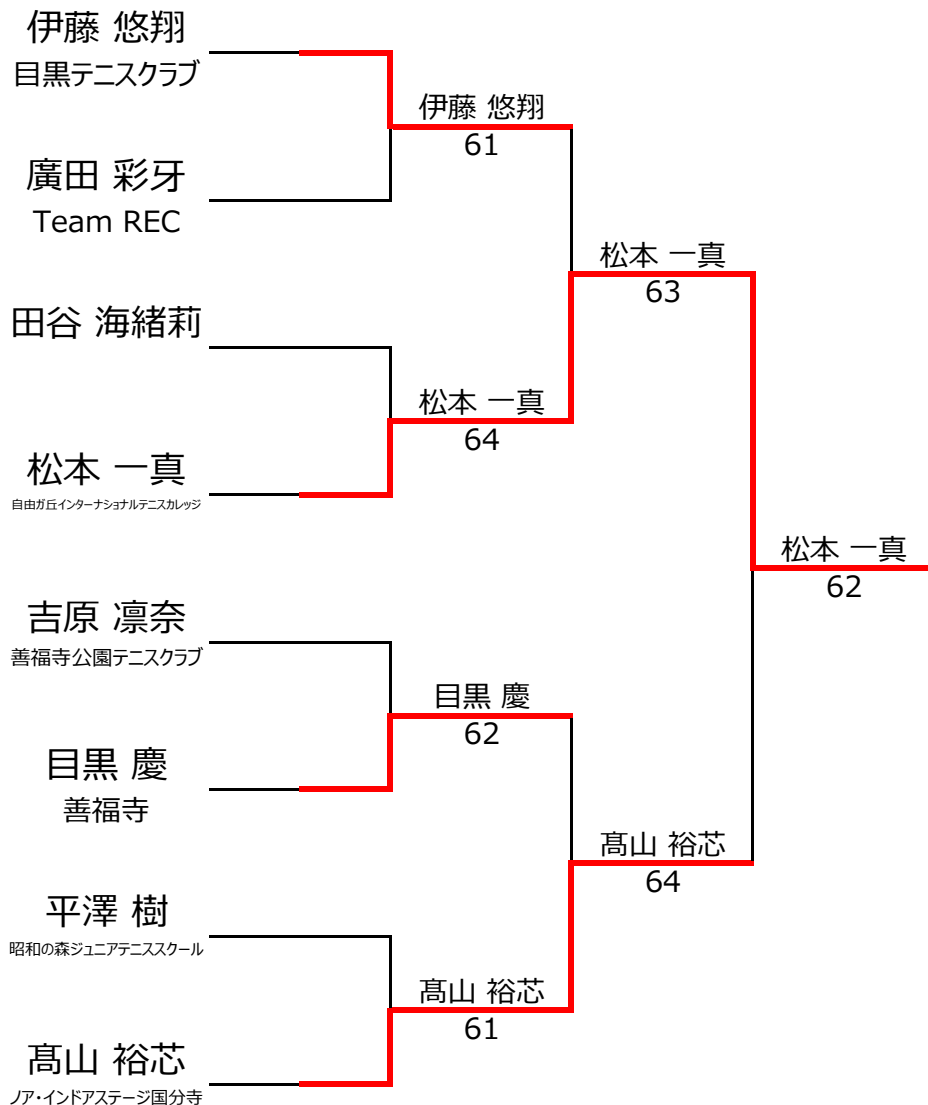 伊藤 悠翔
目黒テニスクラブ
伊藤 悠翔
61
廣田 彩牙
Team REC
松本 一真
63
田谷 海緒莉
松本 一真
64
松本 一真
自由ガ丘インターナショナルテニスカレッジ
松本 一真
62
吉原 凛奈
善福寺公園テニスクラブ
目黒 慶
62
目黒 慶
善福寺
髙山 裕芯
64
平澤 樹
昭和の森ジュニアテニススクール
髙山 裕芯
61
髙山 裕芯
ノア・インドアステージ国分寺